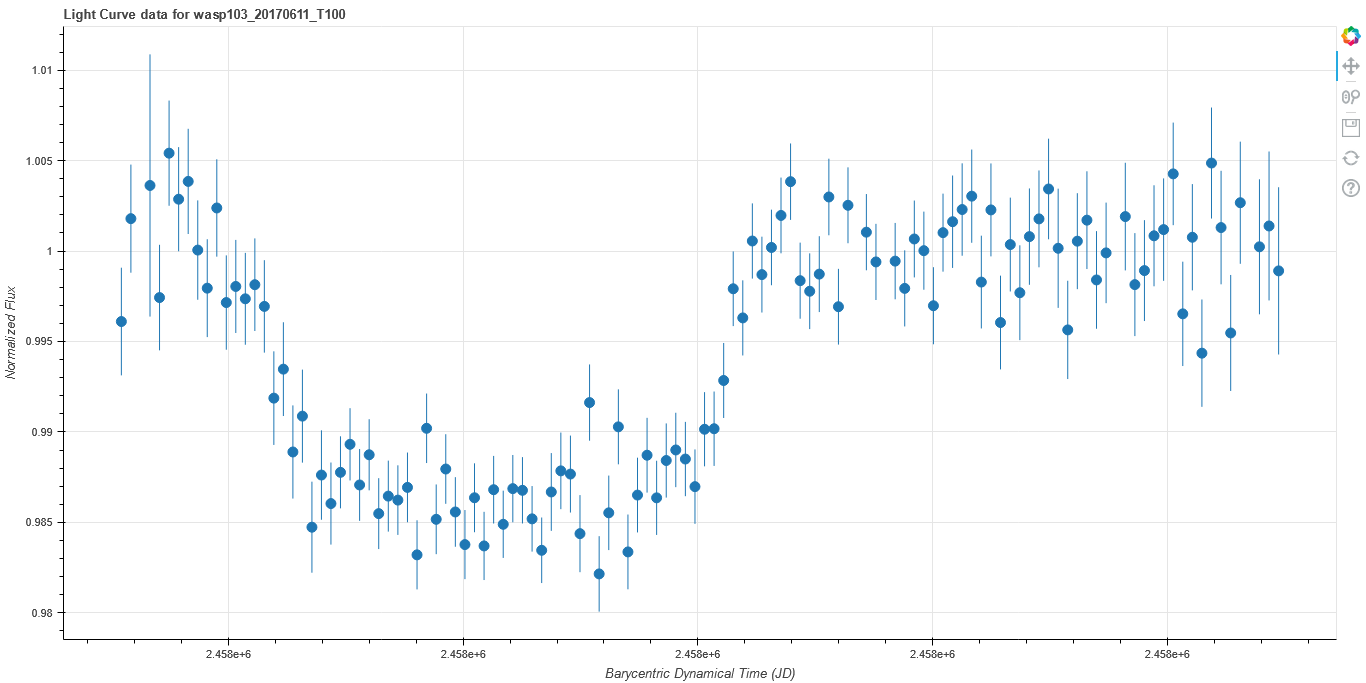 Light Curve data for wasp103_20170611_T100
1.01
1.005
1
0.995
0.99
0.985
0.98
Normalized Flux
2.458e+6 2.458e+6 2.458e+6 2.458e+6 2.458e+6
Barycentric Dynamical Time (JD)